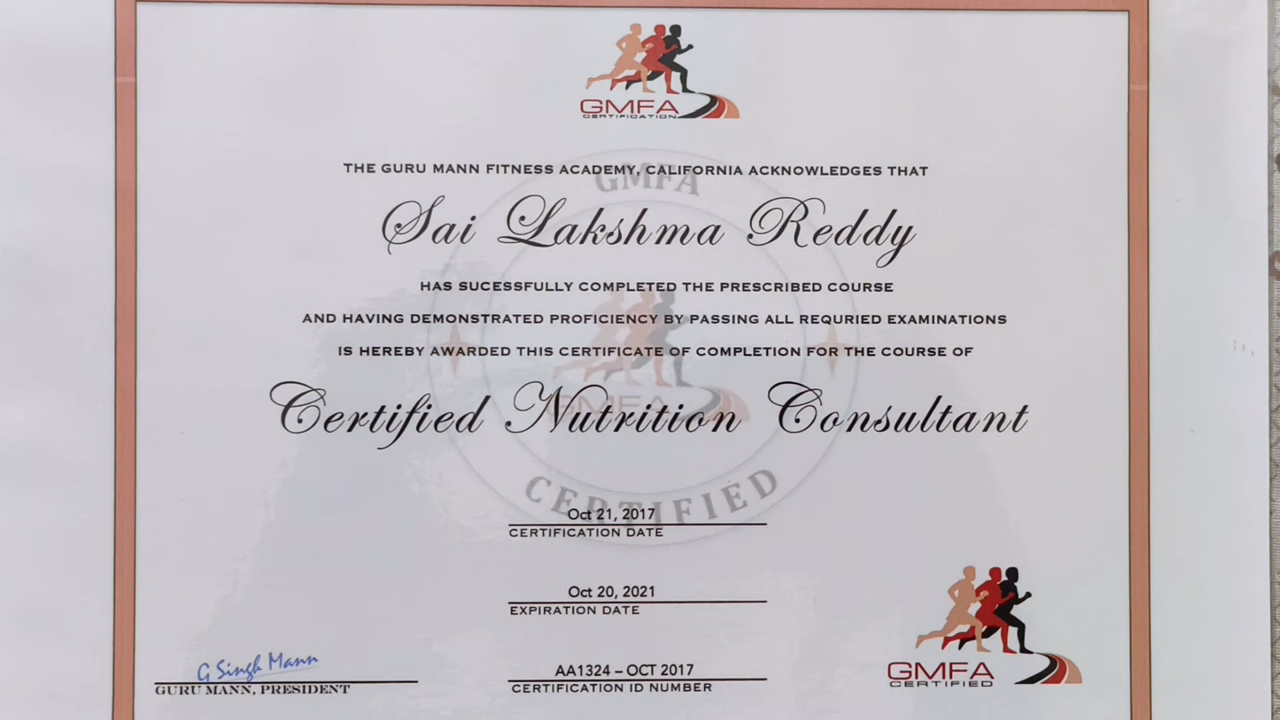 GMFA
CERTIFICATION
THE GURU MANN FITNESS ACADEMY, CALIFORNIA ACKNOWLEDGES THAT
GMFA
Sai Lakshma Reddy
HAS SUCESSFULLY COMPLETED THE PRESCRIBED COURSE
AND HAVING DEMONSTRATED PROFICIENCY BY PASSING ALL REQURIED EXAMINATIONS
IS HEREBY AWARDED THIS CERTIFICATE OF COMPLETION FOR THE COURSE OF
Certified Nutrition Consultant
GMFA
CERTIFIED
Oct 21, 2017
CERTIFICATION DATE
Oct 20, 2021
EXPIRATION DATE
G Singh Mann
GURU MANN, PRESIDENT
AA1324 – OCT 2017
CERTIFICATION ID NUMBER
GMFA
CERTIFIED